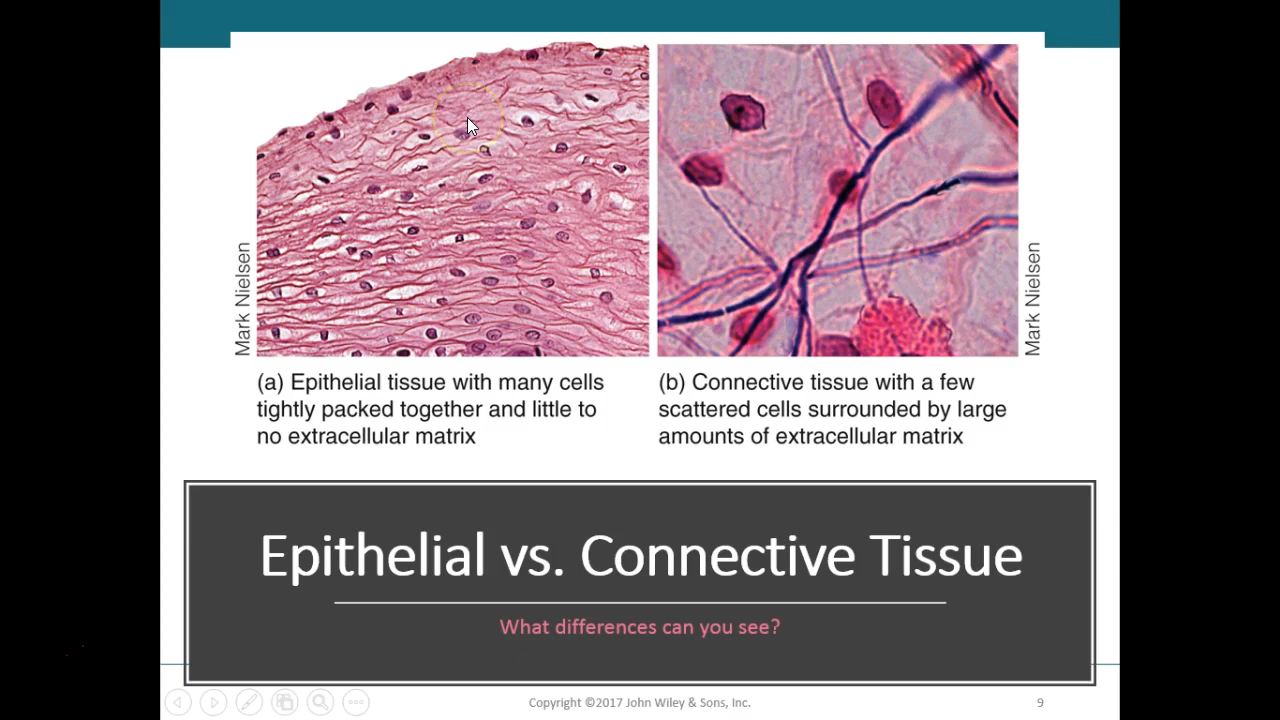 Mark Nielsen
Mark Nielsen
(a) Epithelial tissue with many cells
tightly packed together and little to
no extracellular matrix
(b) Connective tissue with a few
scattered cells surrounded by large
amounts of extracellular matrix
Epithelial vs. Connective Tissue
What differences can you see?
Copyright ©2017 John Wiley & Sons, Inc.
9